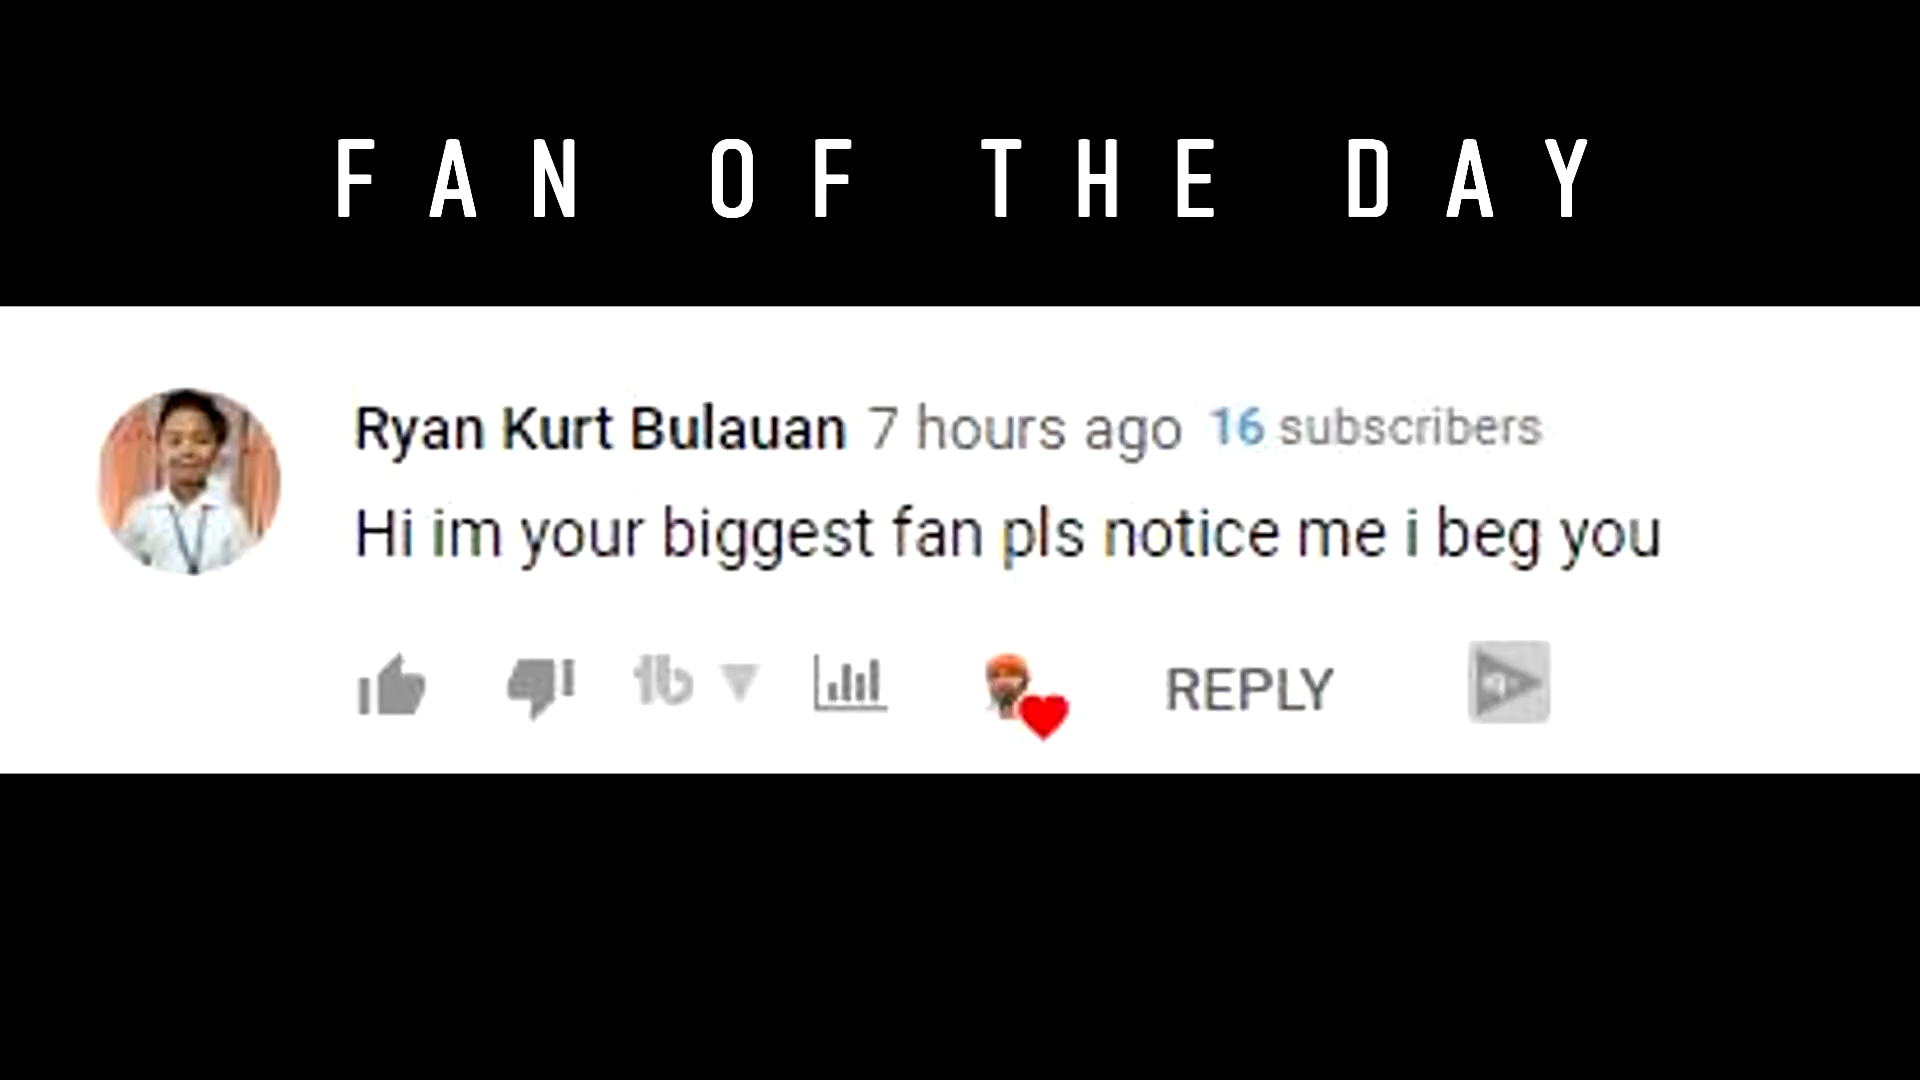 FAN OF THE DAY
Ryan Kurt Bulauan 7 hours ago 16 subscribers
Hi im your biggest fan pls notice me i beg you
REPLY